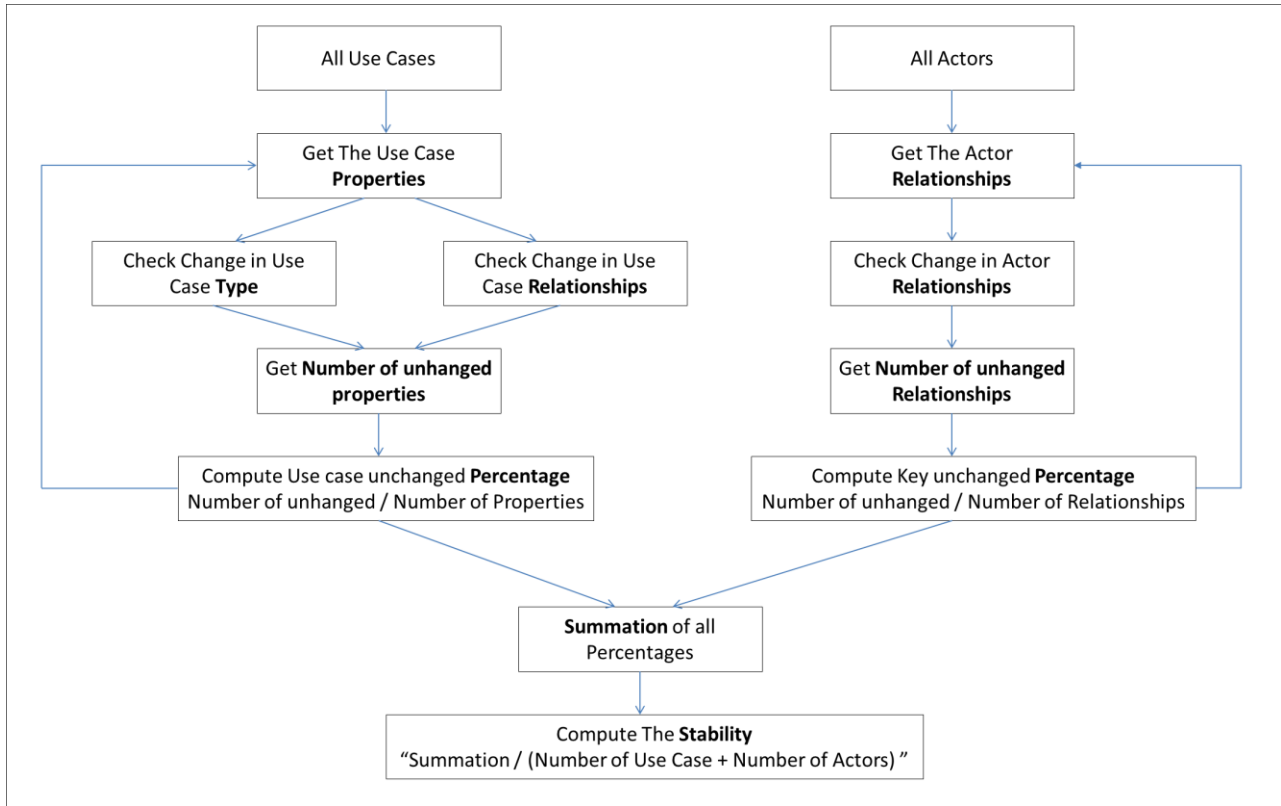 All Use Cases
All Actors
Get The Use Case
Properties
Get The Actor
Relationships
Check Change in Use
Case Type
Check Change in Use
Case Relationships
Check Change in Actor
Relationships
Get Number of unhanged
properties
Get Number of unhanged
Relationships
Compute Use case unchanged Percentage
Number of unhanged / Number of Properties
Compute Key unchanged Percentage
Number of unhanged / Number of Relationships
Summation of all
Percentages
Compute The Stability
“Summation / (Number of Use Case + Number of Actors) ”